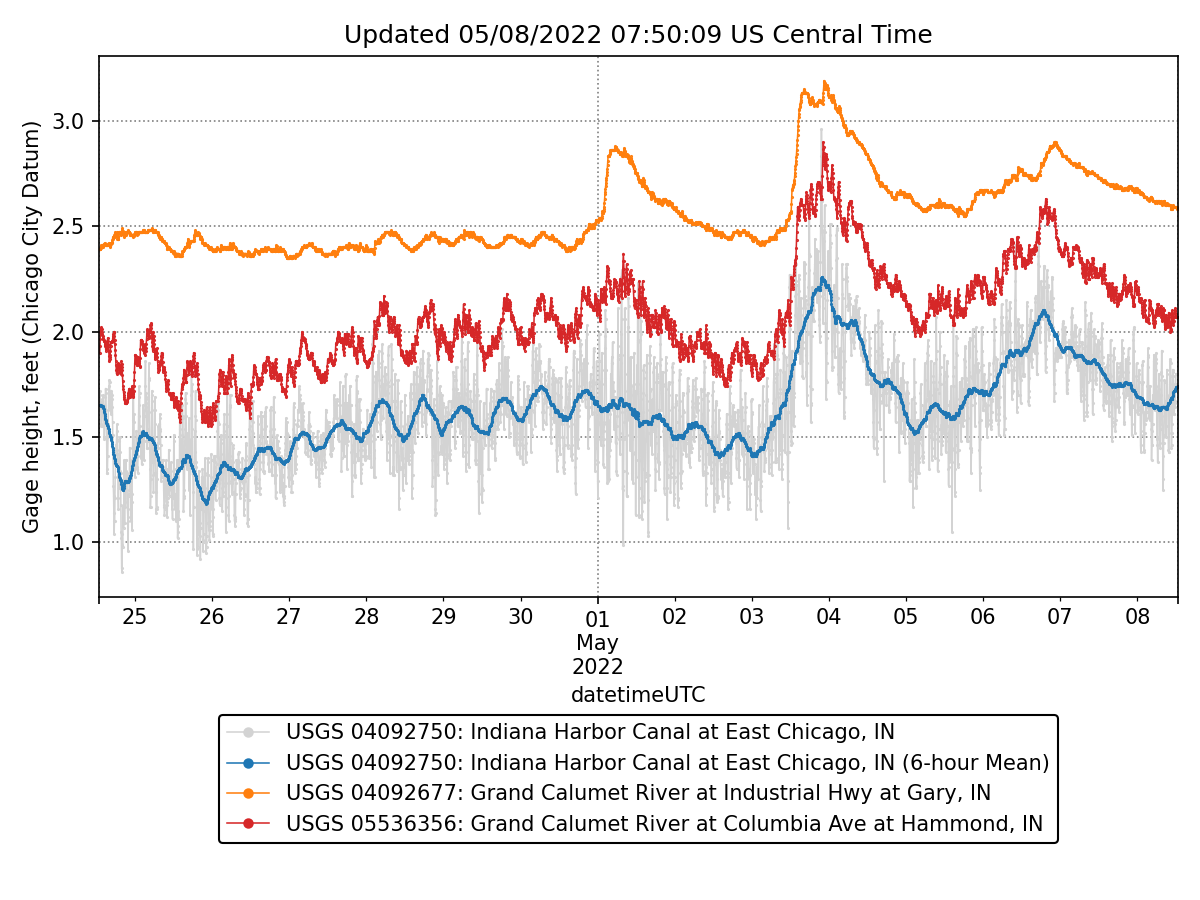 Updated 05/08/2022 07:50:09 US Central Time
Gage height, feet (Chicago City Datum)
3.0
2.5
2.0
1.5
1.0
25 26 27 28 29 30 01 02 03 04 05 06 07 08
May
2022
datetimeUTC
USGS 04092750: Indiana Harbor Canal at East Chicago, IN
USGS 04092750: Indiana Harbor Canal at East Chicago, IN (6-hour Mean)
USGS 04092677: Grand Calumet River at Industrial Hwy at Gary, IN
USGS 05536356: Grand Calumet River at Columbia Ave at Hammond, IN